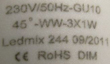 230V/50Hz-GU10
45°-WW-3X1W
Ledmix 244 09/2011
CE RoHS DIM